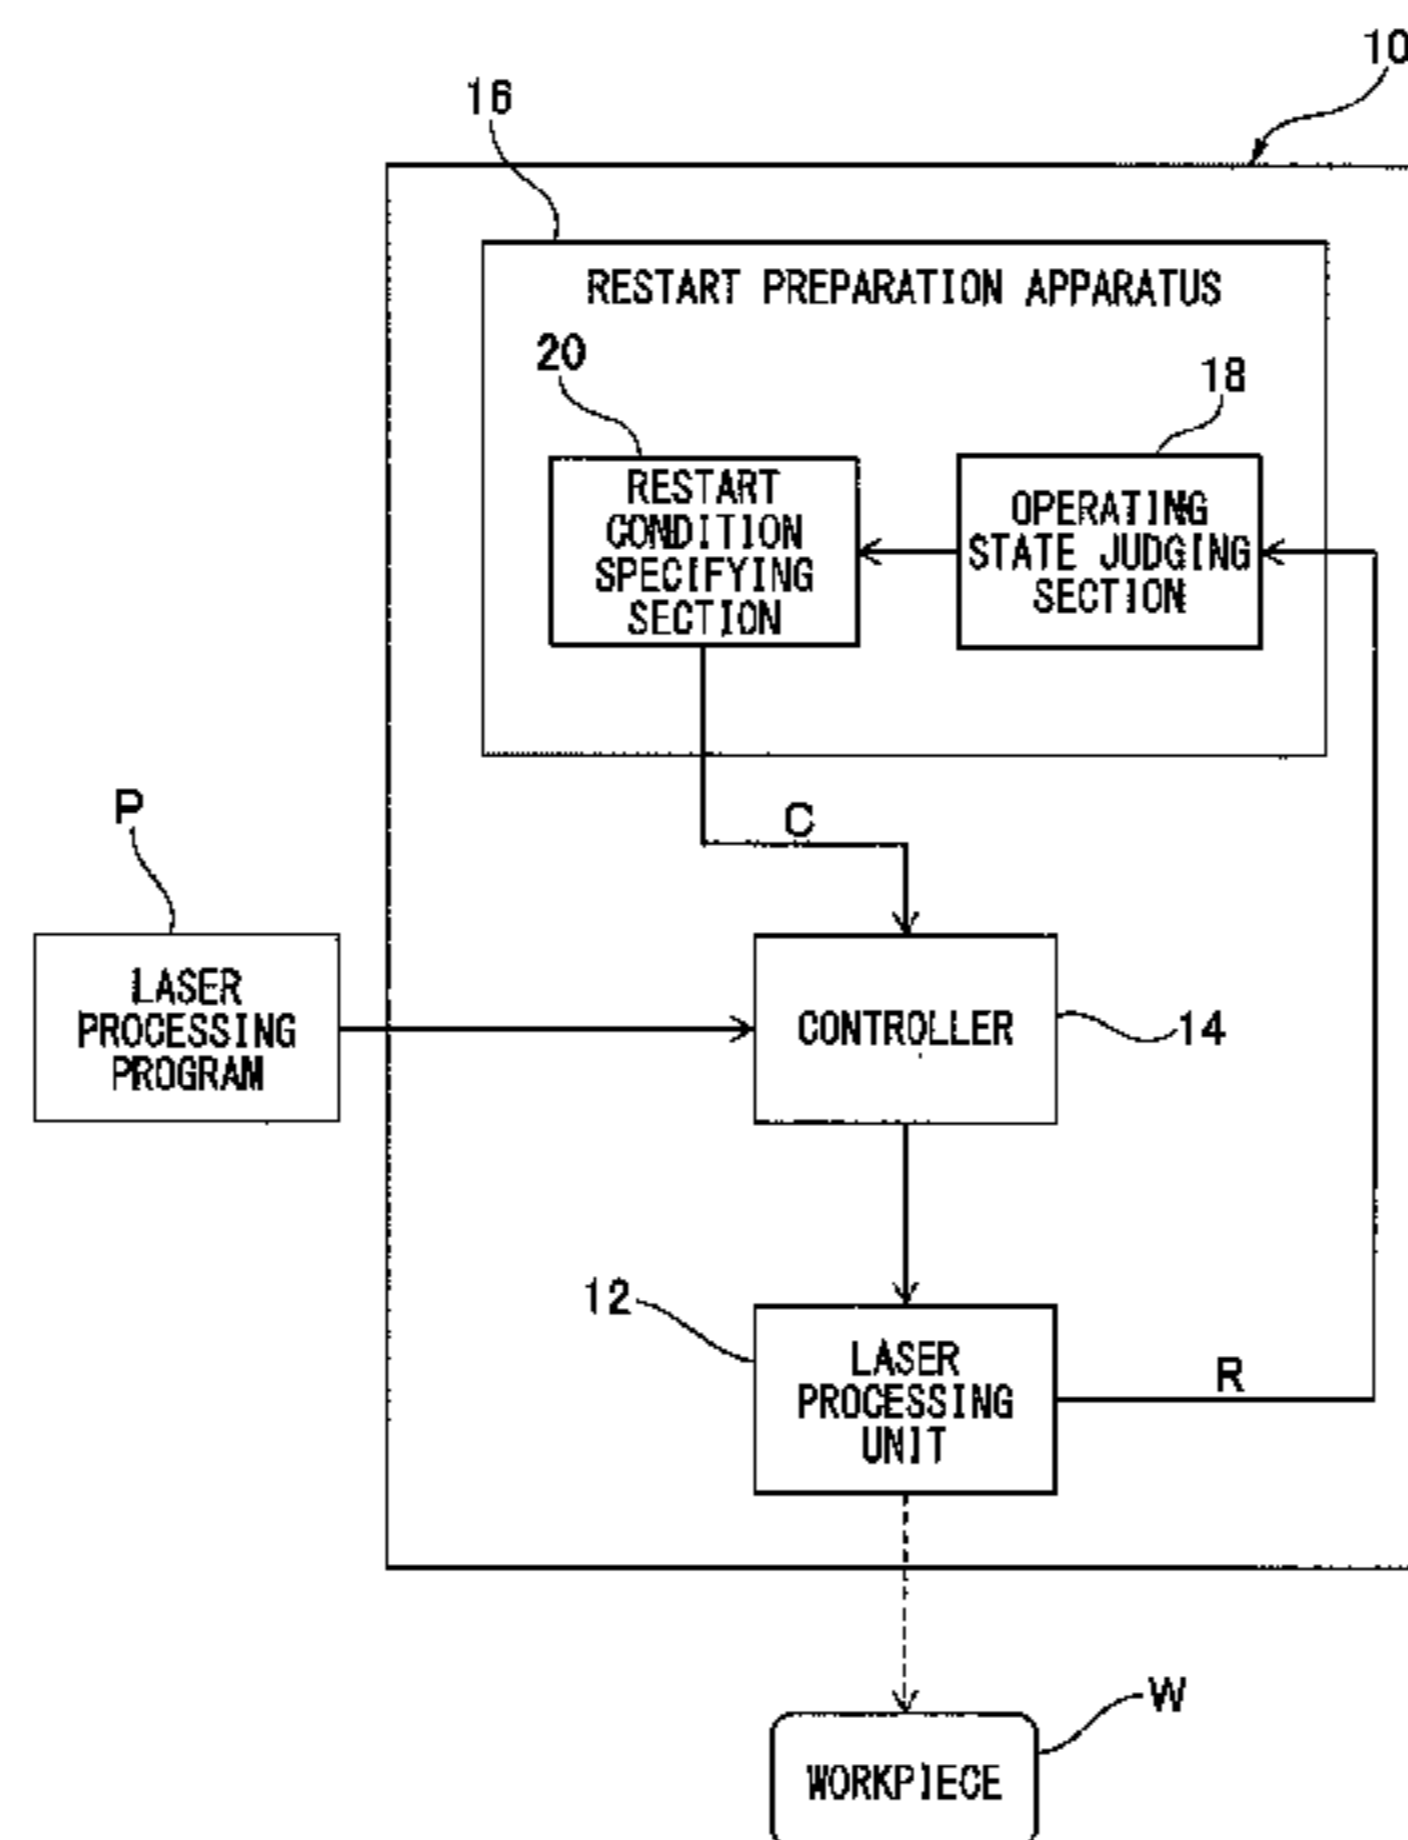 10
16
RESTART PREPARATION APPARATUS
20
18
RESTART
CONDITION
SPECIFYING
SECTION
OPERATING
STATE JUDGING
SECTION
C
P
LASER
PROCESSING
PROGRAM
CONTROLLER
14
12
LASER
PROCESSING
UNIT
R
W
WORKPIECE